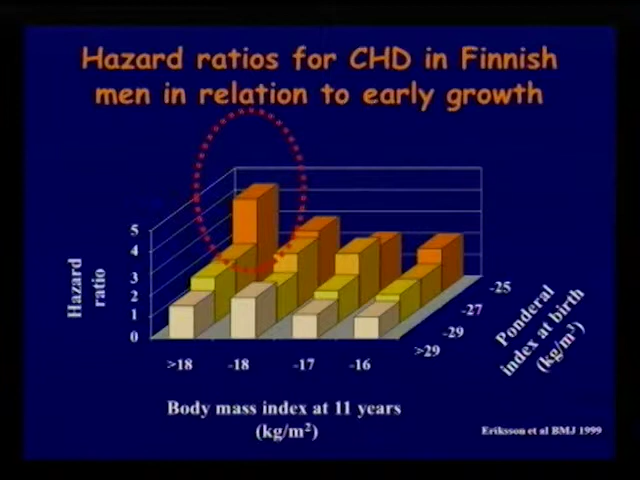 Hazard ratios for CHD in Finnish
men in relation to early growth
5
4
3
2
1
0
Hazard
ratio
>18
-18
-17
-16
Body mass index at 11 years
(kg/m²)
-25
-27
-29
>29
Ponderal
index at birth
(kg/m³)
Eriksson et al BMJ 1999